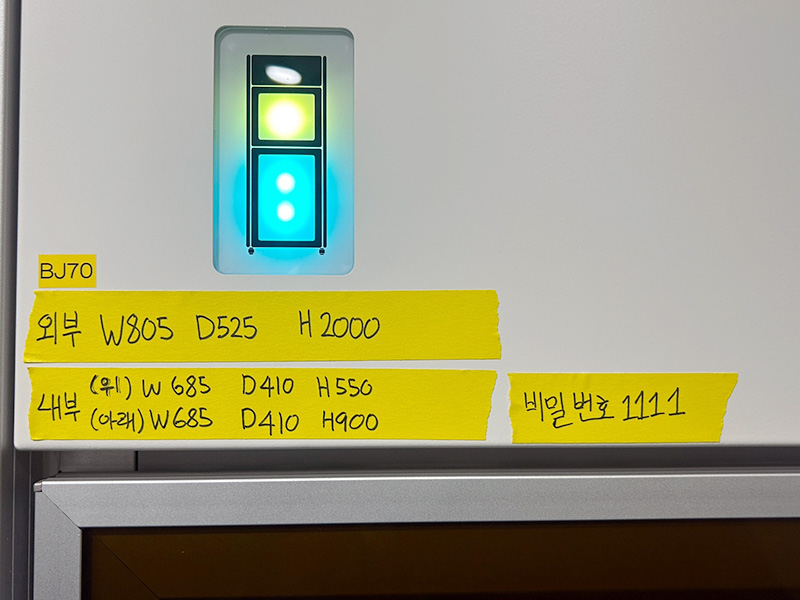 BJ70
외부 W805 D525 H2000
내부 (위) W685 D410 H550
(아래) W685 D410 H900
비밀번호 1111